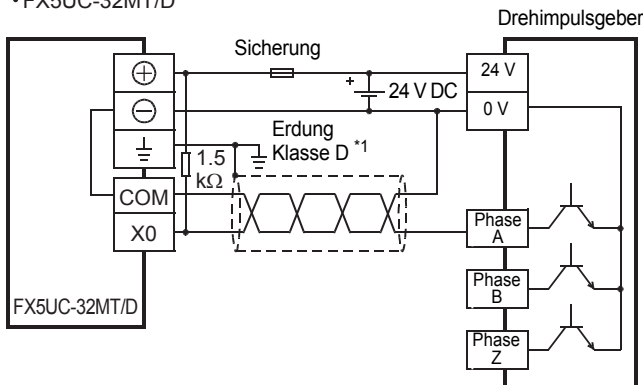 •FX5UC-32MT/D
Drehimpulsgeber
Sicherung
24 V
+
24 V DC
0 V
Erdung
Klasse D *1
1.5
kΩ
COM
X0
Phase
A
Phase
B
Phase
Z
FX5UC-32MT/D